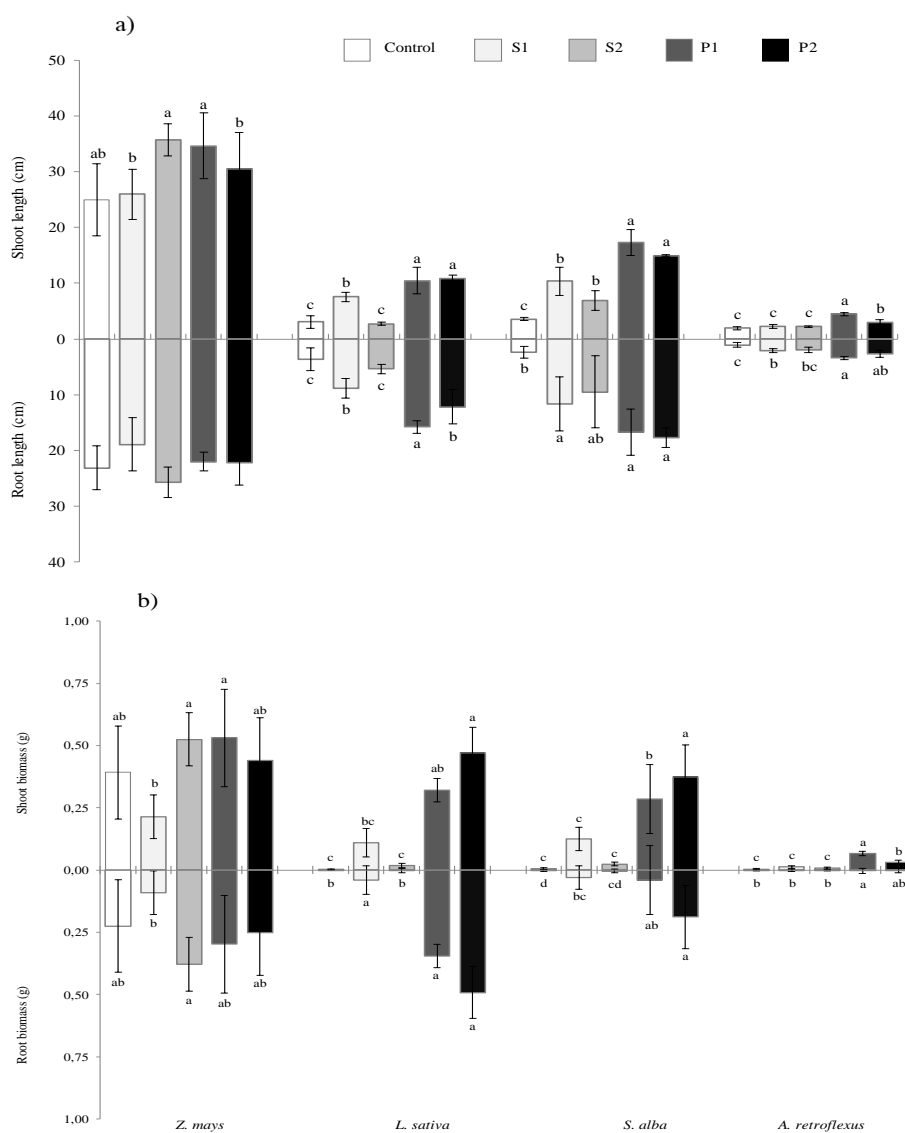 a)
Control S1 S2 P1 P2
50
40
30
20
10
0
10
20
30
40
Shoot length (cm)
Root length (cm)
ab b a a b
c b c a a
c b b a a
c c c a b
c b c a b
b a ab a a
c b bc a ab
b)
1,00
0,75
0,50
0,25
0,00
0,25
0,50
0,75
1,00
Shoot biomass (g)
Root biomass (g)
ab b a a ab
c bc c ab a
c c c b a
c c c a b
ab b a ab ab
b a b a a
d bc cd ab a
b b b a ab
Z. mays L. sativa S. alba A. retroflexus